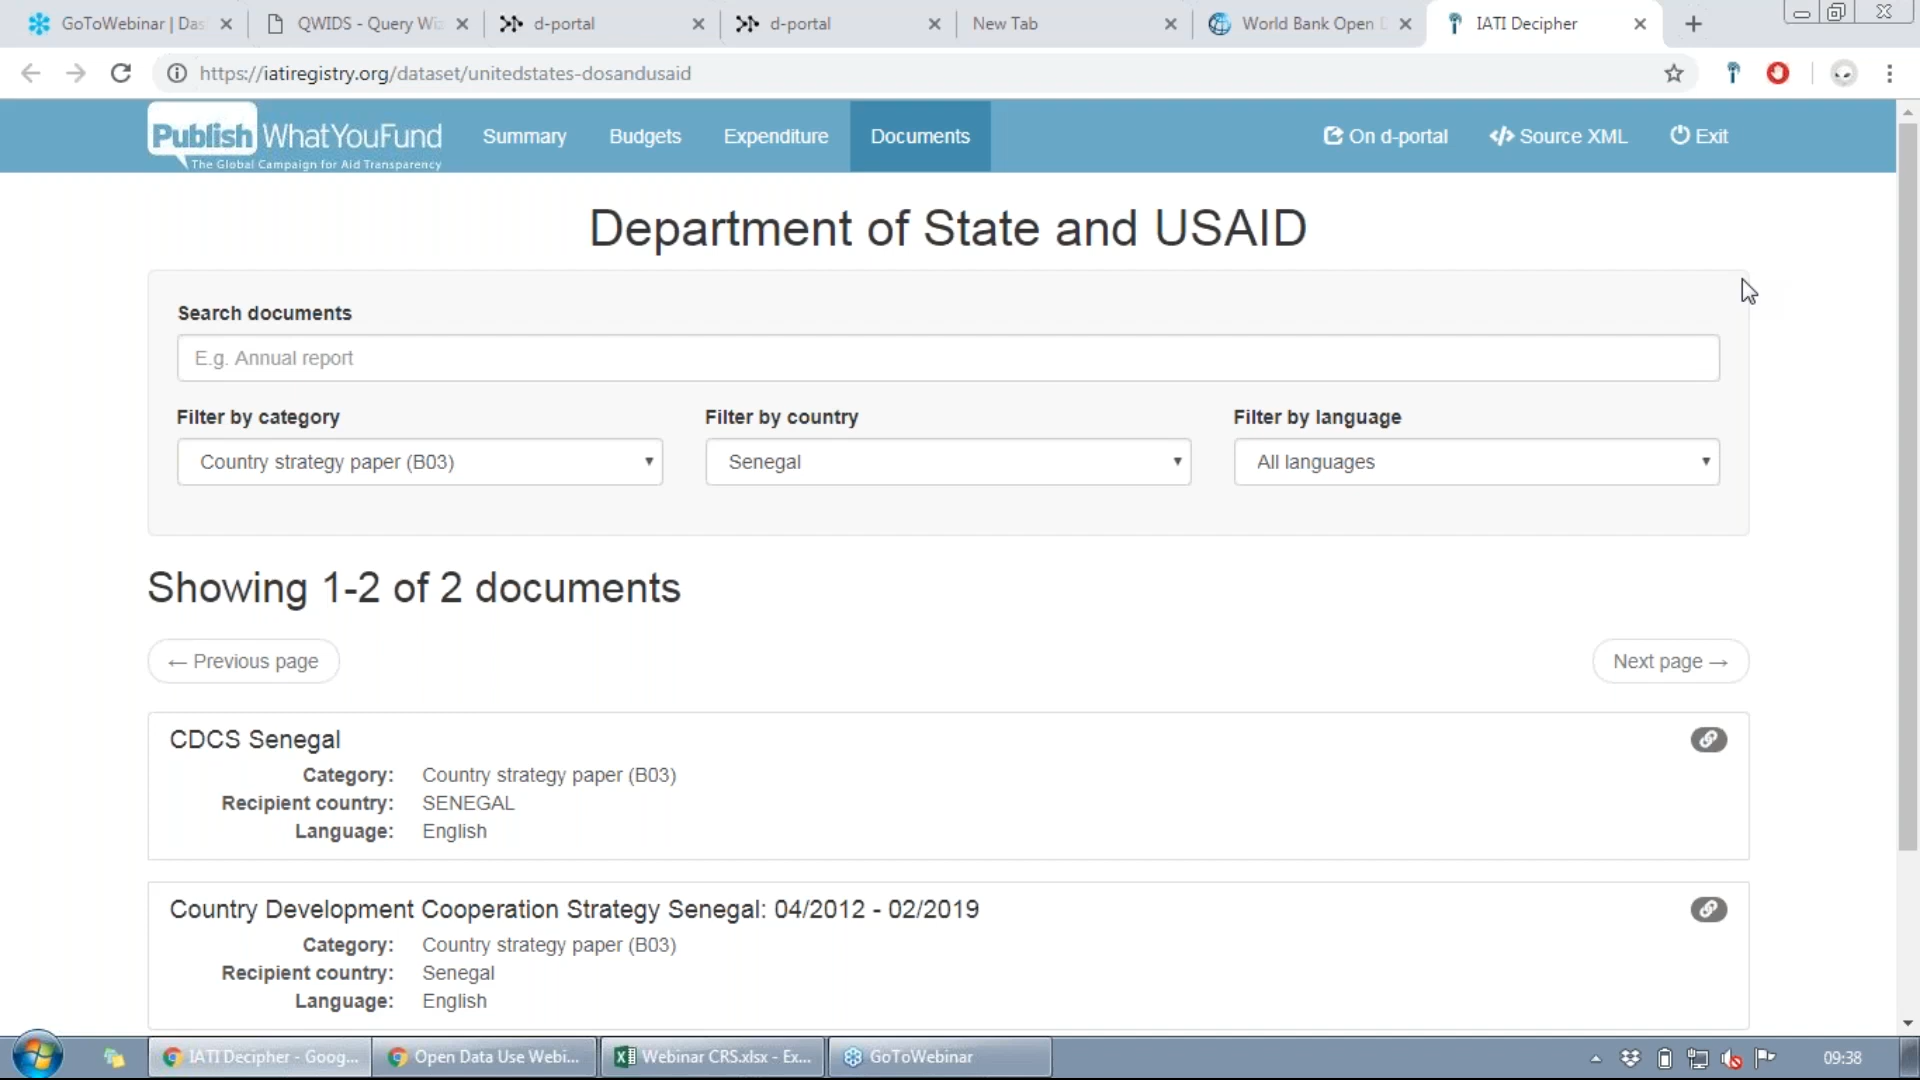 GoToWebinar | Das
QWIDS - Query Wiz
d-portal
d-portal
New Tab
World Bank Open D
IATI Decipher
https://iatiregistry.org/dataset/unitedstates-dosandusaid
Publish WhatYouFund
The Global Campaign for Aid Transparency
Summary
Budgets
Expenditure
Documents
On d-portal
</> Source XML
Exit
Department of State and USAID
Search documents
E.g. Annual report
Filter by category
Filter by country
Filter by language
Country strategy paper (B03)
Senegal
All languages
Showing 1-2 of 2 documents
← Previous page
Next page →
CDCS Senegal
Category: Country strategy paper (B03)
Recipient country: SENEGAL
Language: English
Country Development Cooperation Strategy Senegal: 04/2012 - 02/2019
Category: Country strategy paper (B03)
Recipient country: Senegal
Language: English
IATI Decipher - Goog...
Open Data Use Webi...
Webinar CRS.xlsx - Ex...
GoToWebinar
09:38